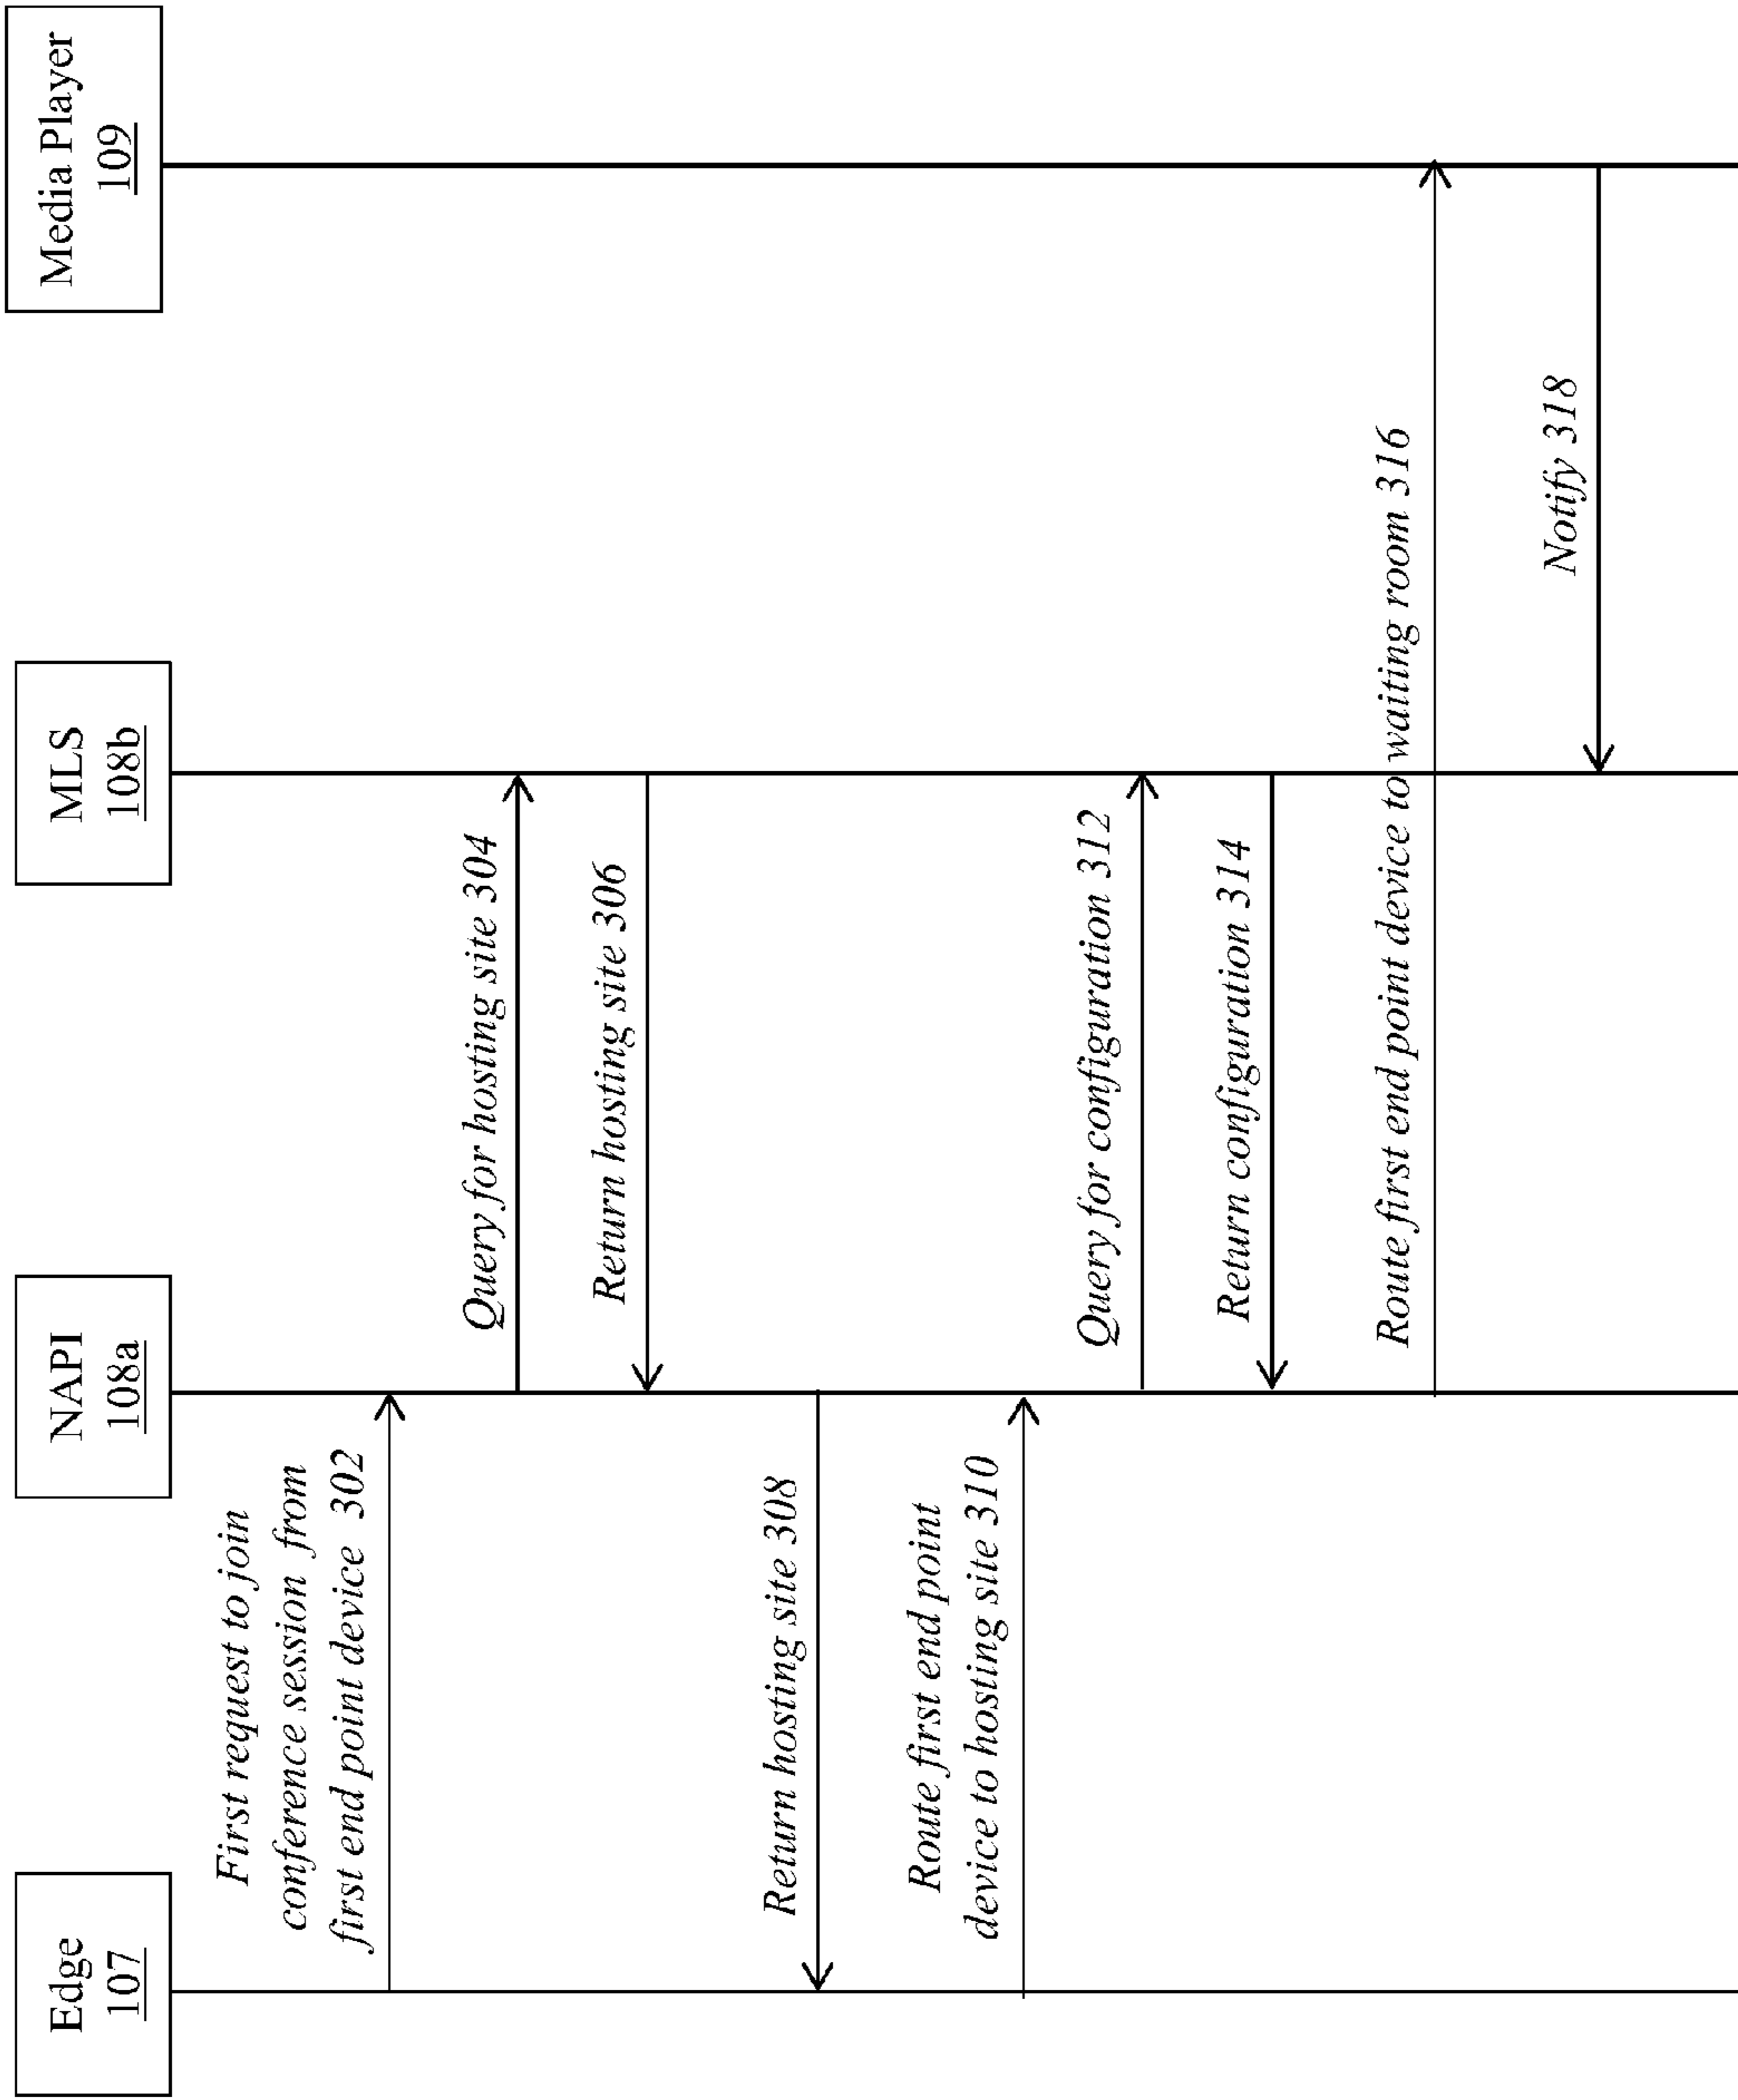 Edge
107
NAPI
108a
MLS
108b
Media Player
109
First request to join
conference session from
first end point device 302
Query for hosting site 304
Return hosting site 306
Return hosting site 308
Route first end point
device to hosting site 310
Query for configuration 312
Return configuration 314
Route first end point device to waiting room 316
Notify 318